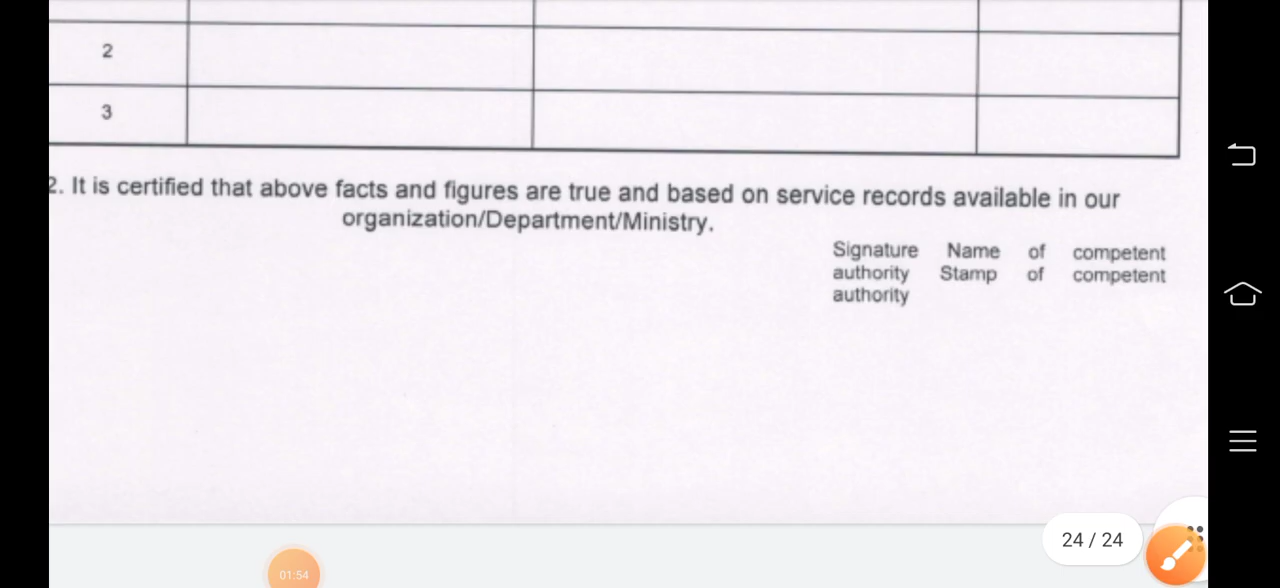 2
3
2. It is certified that above facts and figures are true and based on service records available in our
organization/Department/Ministry.
Signature Name of competent
authority Stamp of competent
authority
24 / 24
01:54